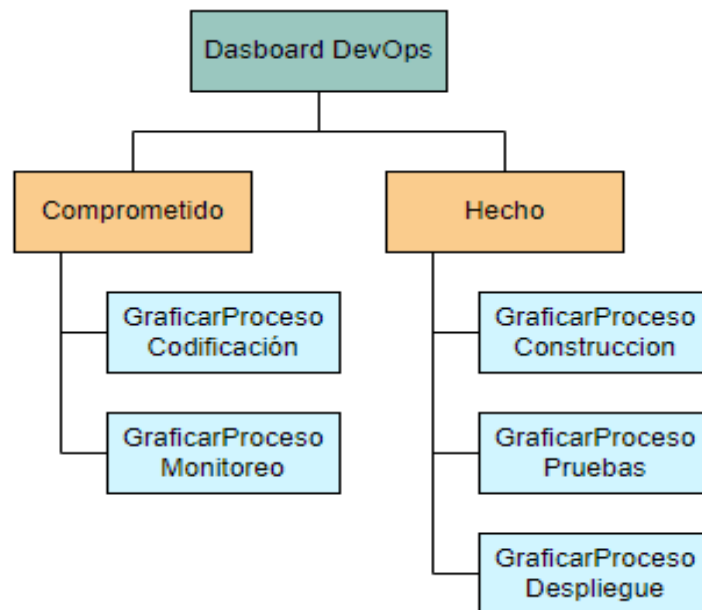 Dasboard DevOps
Comprometido
Hecho
GraficarProceso
Codificación
GraficarProceso
Monitoreo
GraficarProceso
Construccion
GraficarProceso
Pruebas
GraficarProceso
Despliegue